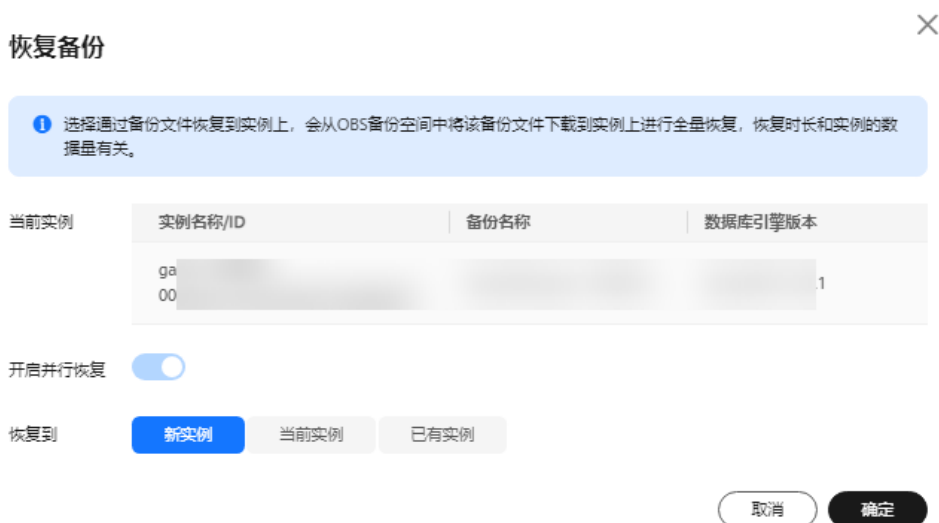 恢复备份
选择通过备份文件恢复到实例上，会从OBS备份空间中将该备份文件下载到实例上进行全量恢复，恢复时长和实例的数
据量有关。
当前实例
实例名称/ID 备份名称 数据库引擎版本
ga
00
.1
开启并行恢复
恢复到 新实例 当前实例 已有实例
取消 确定